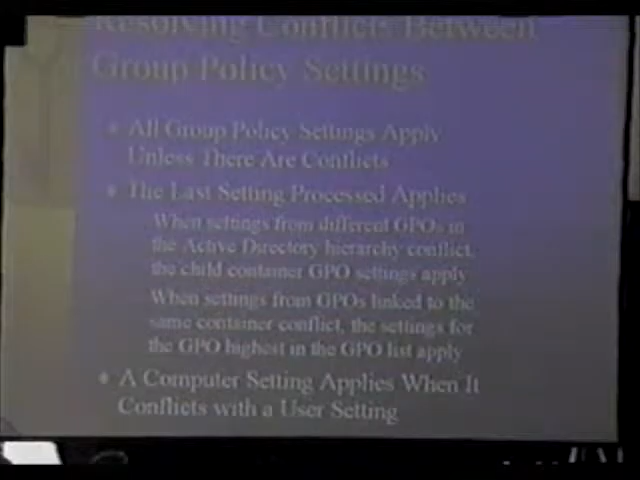 Resolving Conflicts Between
Group Policy Settings
All Group Policy Settings Apply
Unless There Are Conflicts
The Last Setting Processed Applies
When settings from different GPOs in
the Active Directory hierarchy conflict,
the child container GPO settings apply
When settings from GPOs linked to the
same container conflict, the settings for
the GPO highest in the GPO list apply
A Computer Setting Applies When It
Conflicts with a User Setting